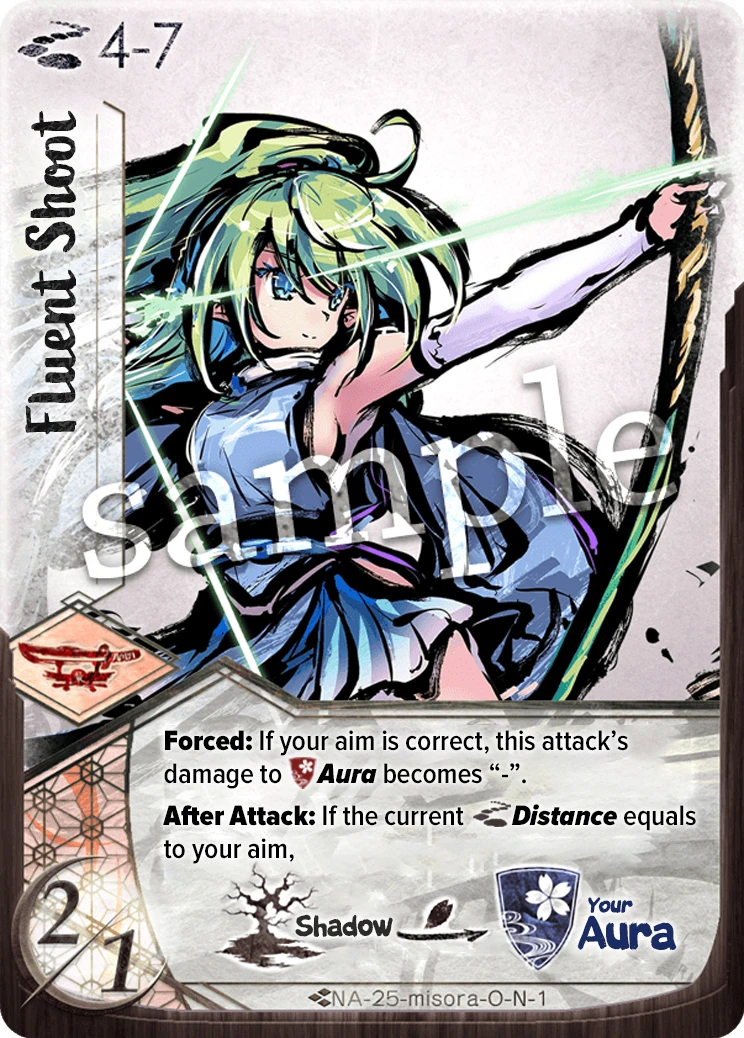 4-7
Fluent Shoot
sample
Forced: If your aim is correct, this attack's
damage to Aura becomes “-”.
After Attack: If the current Distance equals
to your aim,
Shadow
Your
Aura
2/1
NA-25-misora-O-N-1